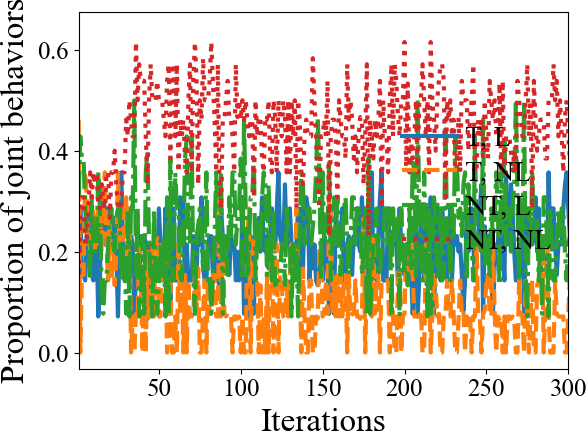 Proportion of joint behaviors
0.6
0.4
0.2
0.0
T, L
T, NL
NT, L
NT, NL
50
100
150
200
250
300
Iterations